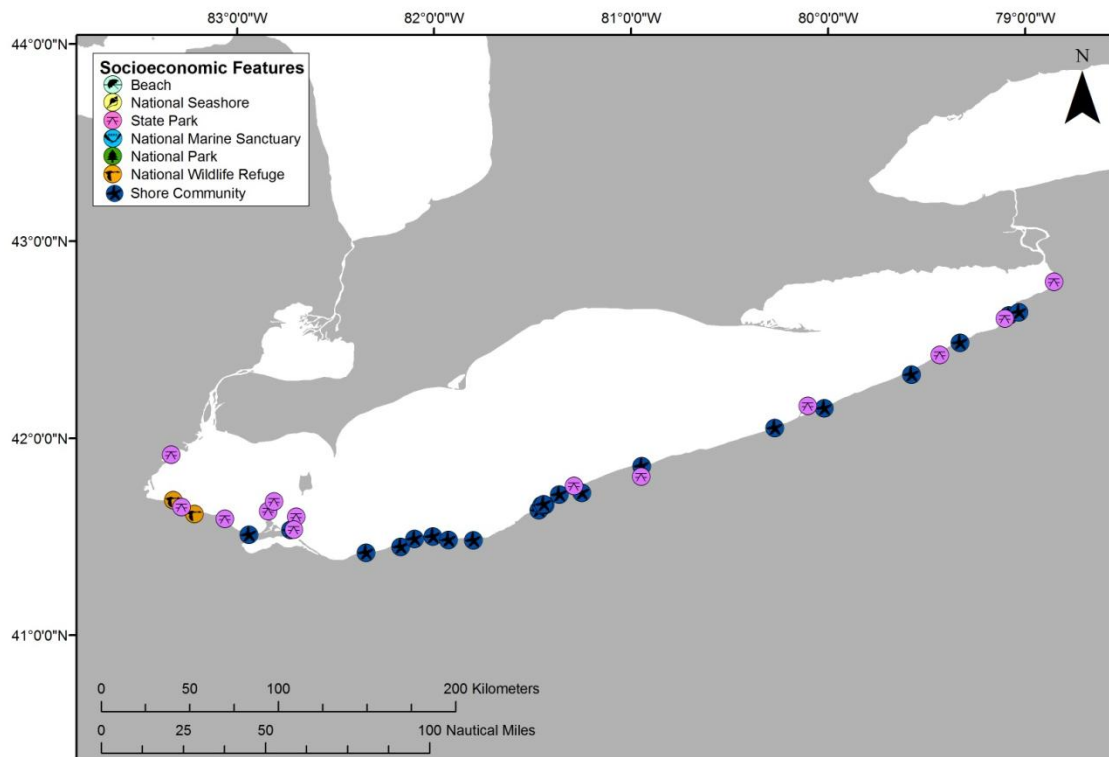 83°0'0"W 82°0'0"W 81°0'0"W 80°0'0"W 79°0'0"W
44°0'0"N
Socioeconomic Features
Beach
National Seashore
State Park
National Marine Sanctuary
National Park
National Wildlife Refuge
Shore Community
N
43°0'0"N
42°0'0"N
41°0'0"N
0 50 100 200 Kilometers
0 25 50 100 Nautical Miles